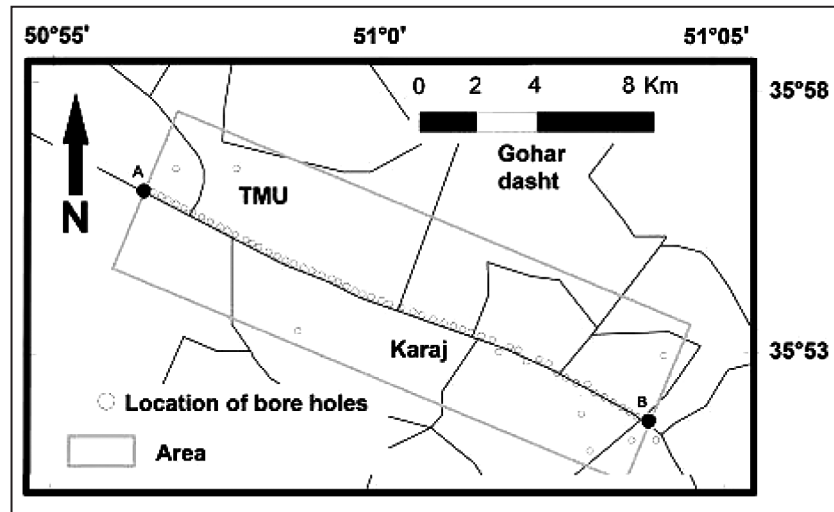 50°55' 51°0' 51°05'
0 2 4 8 Km
35°58
Gohar
dasht
A
TMU
N
35°53
Karaj
B
Location of bore holes
Area